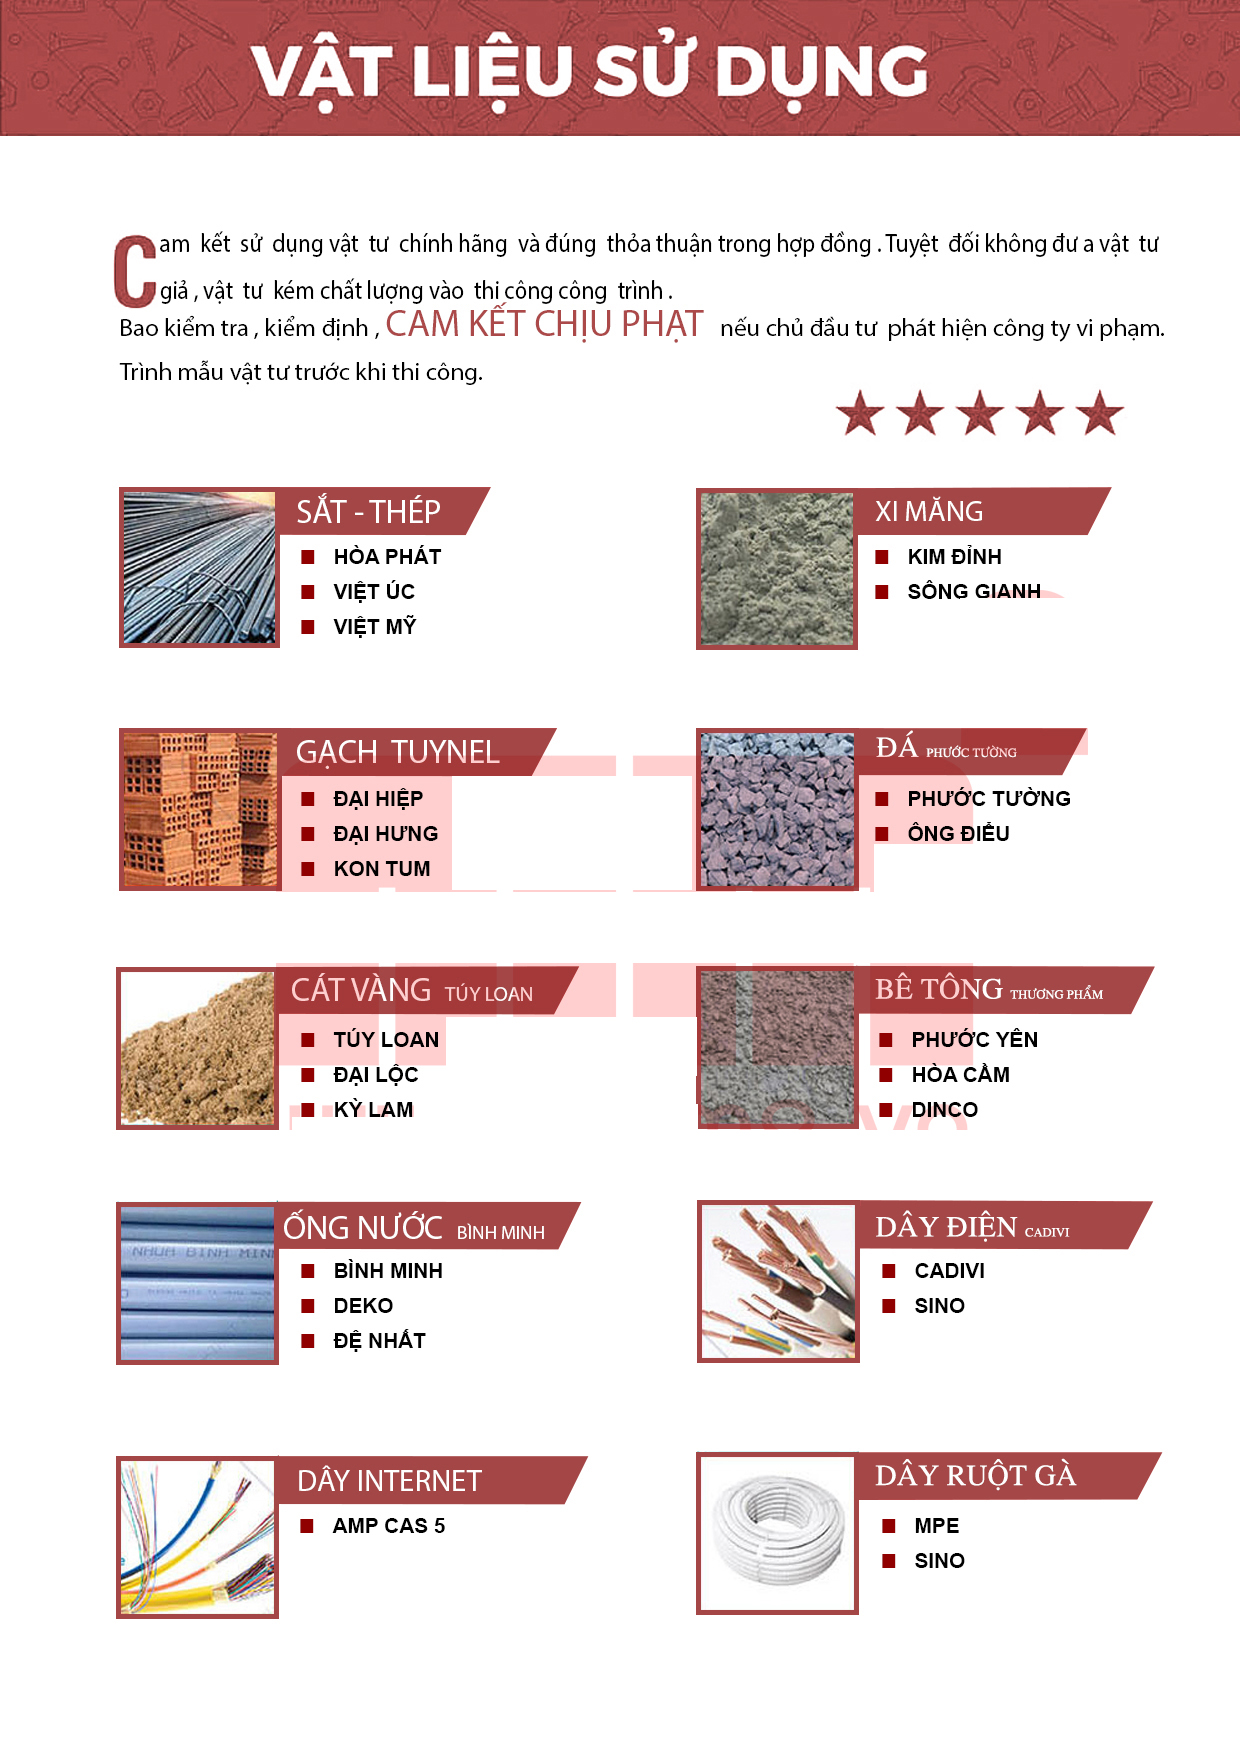 VẬT LIỆU SỬ DỤNG
Cam kết sử dụng vật tư chính hãng và đúng thỏa thuận trong hợp đồng . Tuyệt đối không đư a vật tư
giả , vật tư kém chất lượng vào thi công công trình .
Bao kiểm tra , kiểm định , CAM KẾT CHỊU PHẠT nếu chủ đầu tư phát hiện công ty vi phạm.
Trình mẫu vật tư trước khi thi công.
SẮT - THÉP
HÒA PHÁT
VIỆT ÚC
VIỆT MỸ
XI MĂNG
KIM ĐỈNH
SÔNG GIANH
GẠCH TUYNEL
ĐẠI HIỆP
ĐẠI HƯNG
KON TUM
ĐÁ PHƯỚC TƯỜNG
PHƯỚC TƯỜNG
ÔNG ĐIỂU
CÁT VÀNG TÚY LOAN
TÚY LOAN
ĐẠI LỘC
KỲ LAM
BÊ TÔNG THƯƠNG PHẨM
PHƯỚC YÊN
HÒA CẦM
DINCO
ỐNG NƯỚC BÌNH MINH
NHUA BINH MINH
BÌNH MINH
DEKO
ĐỆ NHẤT
DÂY ĐIỆN CADIVI
CADIVI
SINO
DÂY INTERNET
AMP CAS 5
DÂY RUỘT GÀ
MPE
SINO